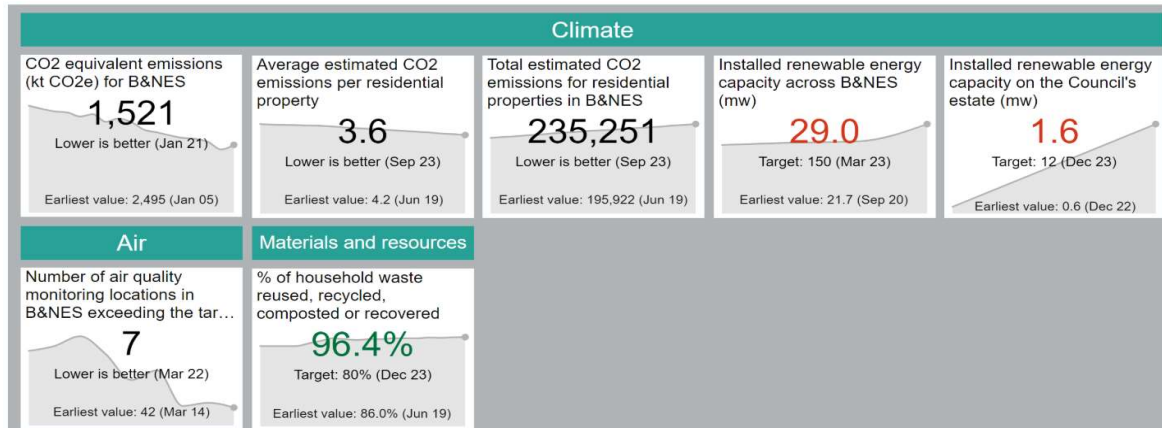 Climate
CO2 equivalent emissions
(kt CO2e) for B&NES
1,521
Lower is better (Jan 21)
Earliest value: 2,495 (Jan 05)
Average estimated CO2
emissions per residential
property
3.6
Lower is better (Sep 23)
Earliest value: 4.2 (Jun 19)
Total estimated CO2
emissions for residential
properties in B&NES
235,251
Lower is better (Sep 23)
Earliest value: 195,922 (Jun 19)
Installed renewable energy
capacity across B&NES
(mw)
29.0
Target: 150 (Mar 23)
Earliest value: 21.7 (Sep 20)
Installed renewable energy
capacity on the Council's
estate (mw)
1.6
Target: 12 (Dec 23)
Earliest value: 0.6 (Dec 22)
Air
Number of air quality
monitoring locations in
B&NES exceeding the tar…
7
Lower is better (Mar 22)
Earliest value: 42 (Mar 14)
Materials and resources
% of household waste
reused, recycled,
composted or recovered
96.4%
Target: 80% (Dec 23)
Earliest value: 86.0% (Jun 19)